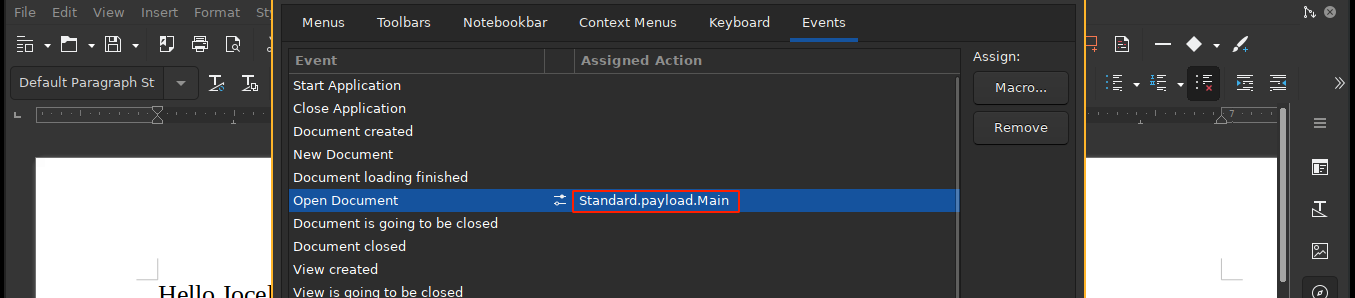 File Edit View Insert Format
Menus Toolbars Notebookbar Context Menus Keyboard Events
Event Assigned Action
Assign:
Start Application
Macro...
Default Paragraph St
Close Application
Document created
Remove
New Document
Document loading finished
Open Document Standard.payload.Main
Document is going to be closed
Document closed
View created
View is going to be closed
Hello
7